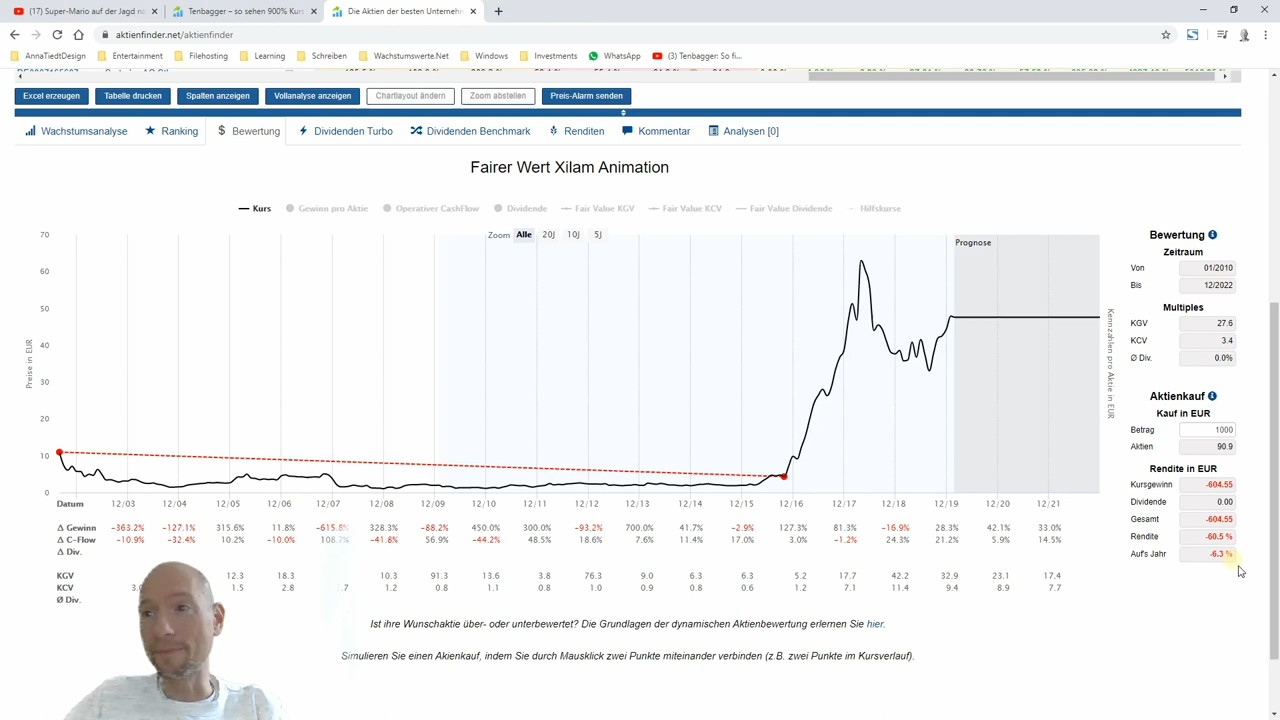 (17) Super-Mario auf der Jagd na
Tenbagger – so sehen 900% Kurs
Die Aktien der besten Unternehm
aktienfinder.net/aktienfinder
AnnaTiedtDesign Entertainment Filehosting Learning Schreiben Wachstumswerte.Net Windows Investments WhatsApp (3) Tenbagger: So fi...
Excel erzeugen Tabelle drucken Spalten anzeigen Vollanalyse anzeigen Chartlayout ändern Zoom abstellen Preis-Alarm senden
Wachstumsanalyse Ranking $ Bewertung Dividenden Turbo Dividenden Benchmark Renditen Kommentar Analysen [0]
Fairer Wert Xilam Animation
Kurs Gewinn pro Aktie Operativer CashFlow Dividende Fair Value KGV Fair Value KCV Fair Value Dividende Hilfskurse
Zoom Alle 20J 10J 5J
Prognose
70
60
50
40
30
20
10
0
Preise in EUR
Kennzahlen pro Aktie in EUR
Datum 12/03 12/04 12/05 12/06 12/07 12/08 12/09 12/10 12/11 12/12 12/13 12/14 12/15 12/16 12/17 12/18 12/19 12/20 12/21
Δ Gewinn −363.2% −127.1% 315.6% 11.8% −615.8% 328.3% −88.2% 450.0% 300.0% −93.2% 700.0% 41.7% −2.9% 127.3% 81.3% −16.9% 28.3% 42.1% 33.0%
Δ C−Flow −10.9% −32.4% 10.2% −10.0% 108.7% −41.8% 56.9% −44.2% 48.5% 18.6% 7.6% 11.4% 17.0% 3.0% −1.2% 24.3% 21.2% 5.9% 14.5%
Δ Div.
KGV 12.3 18.3 10.3 91.3 13.6 3.8 76.3 9.0 6.3 6.3 5.2 17.7 42.2 32.9 23.1 17.4
KCV 1.5 2.8 1.7 1.2 0.8 1.1 0.8 1.0 0.9 0.8 0.6 1.2 7.1 11.4 9.4 8.9 7.7
Ø Div.
Bewertung
Zeitraum
Von 01/2010
Bis 12/2022
Multiples
KGV 27.6
KCV 3.4
Ø Div. 0.0%
Aktienkauf
Kauf in EUR
Betrag 1000
Aktien 90.9
Rendite in EUR
Kursgewinn -604.55
Dividende 0.00
Gesamt -604.55
Rendite -60.5 %
Auf's Jahr -6.3 %
Ist ihre Wunschaktie über- oder unterbewertet? Die Grundlagen der dynamischen Aktienbewertung erlernen Sie hier.
Simulieren Sie einen Akienkauf, indem Sie durch Mausklick zwei Punkte miteinander verbinden (z.B. zwei Punkte im Kursverlauf).